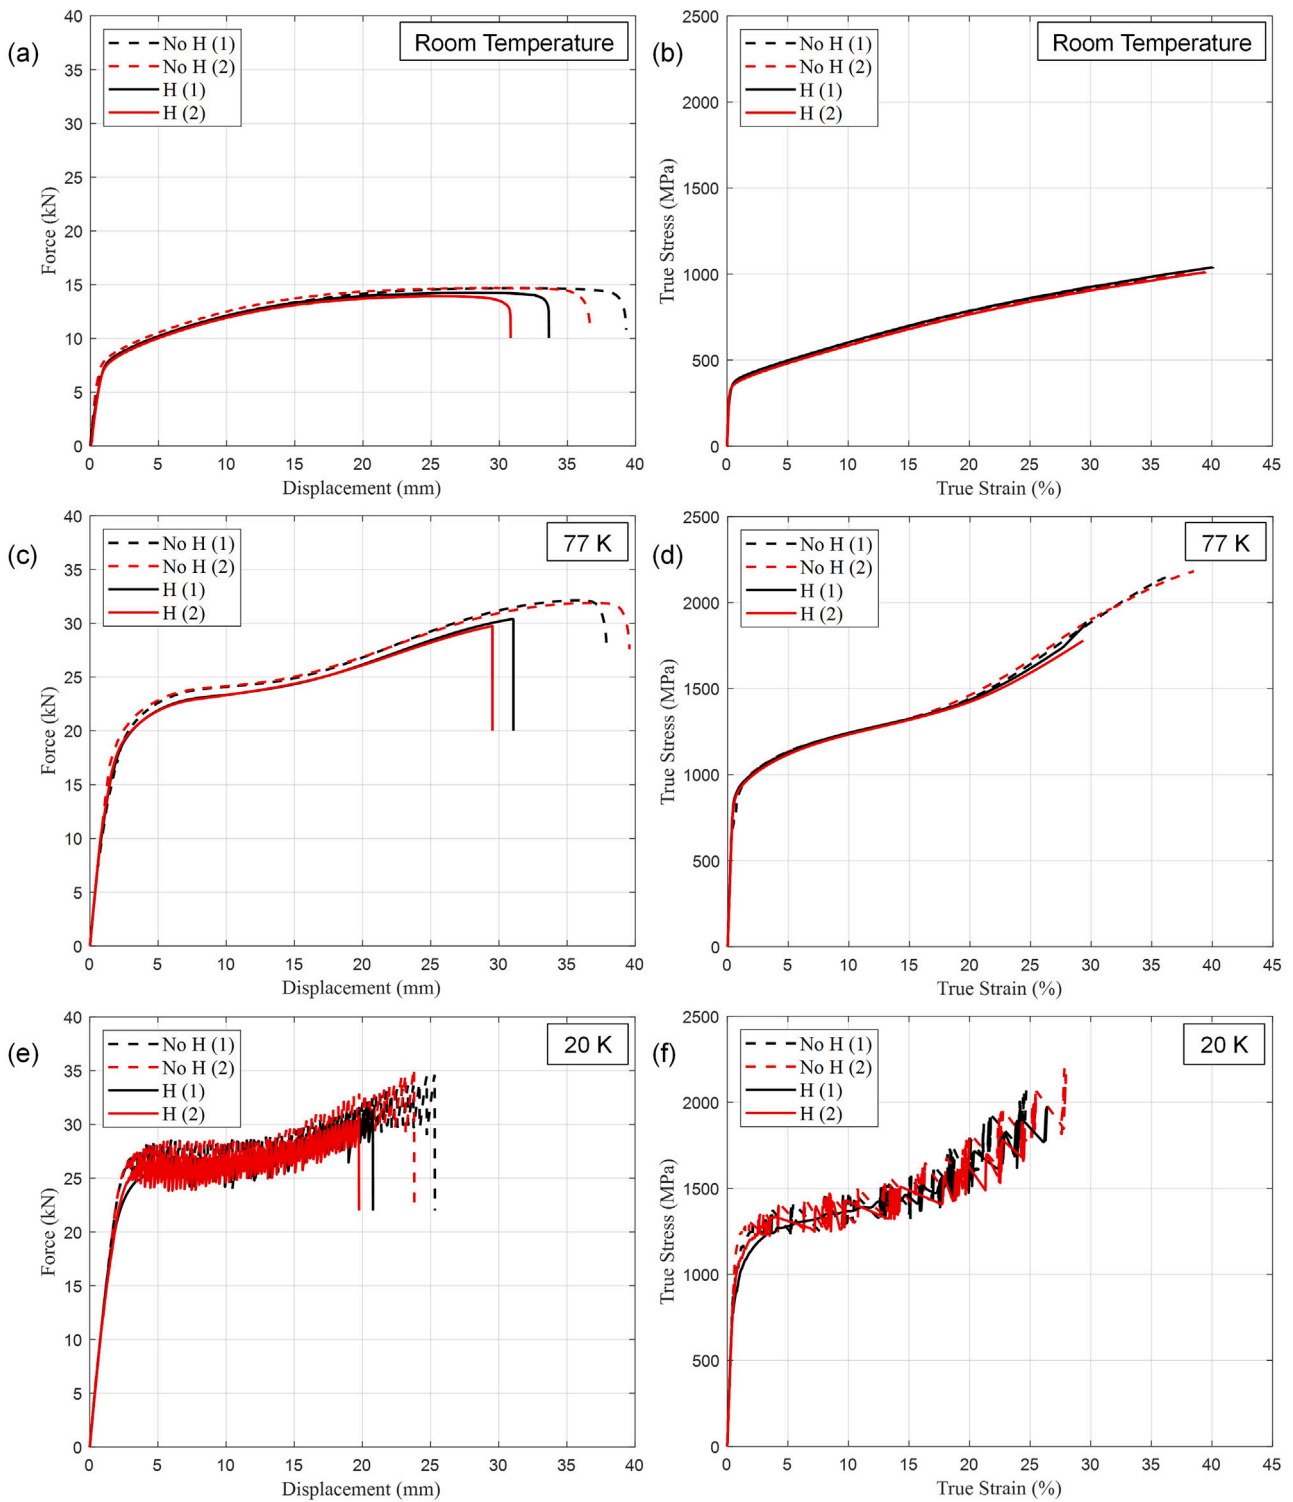 (a)
No H (1)
No H (2)
H (1)
H (2)
Room Temperature
40
35
30
25
20
15
10
5
0
Force (kN)
0 5 10 15 20 25 30 35 40
Displacement (mm)
(b)
No H (1)
No H (2)
H (1)
H (2)
Room Temperature
2500
2000
1500
1000
500
0
True Stress (MPa)
0 5 10 15 20 25 30 35 40 45
True Strain (%)
(c)
No H (1)
No H (2)
H (1)
H (2)
77 K
40
35
30
25
20
15
10
5
0
Force (kN)
0 5 10 15 20 25 30 35 40
Displacement (mm)
(d)
No H (1)
No H (2)
H (1)
H (2)
77 K
2500
2000
1500
1000
500
0
True Stress (MPa)
0 5 10 15 20 25 30 35 40 45
True Strain (%)
(e)
No H (1)
No H (2)
H (1)
H (2)
20 K
40
35
30
25
20
15
10
5
0
Force (kN)
0 5 10 15 20 25 30 35 40
Displacement (mm)
(f)
No H (1)
No H (2)
H (1)
H (2)
20 K
2500
2000
1500
1000
500
0
True Stress (MPa)
0 5 10 15 20 25 30 35 40 45
True Strain (%)